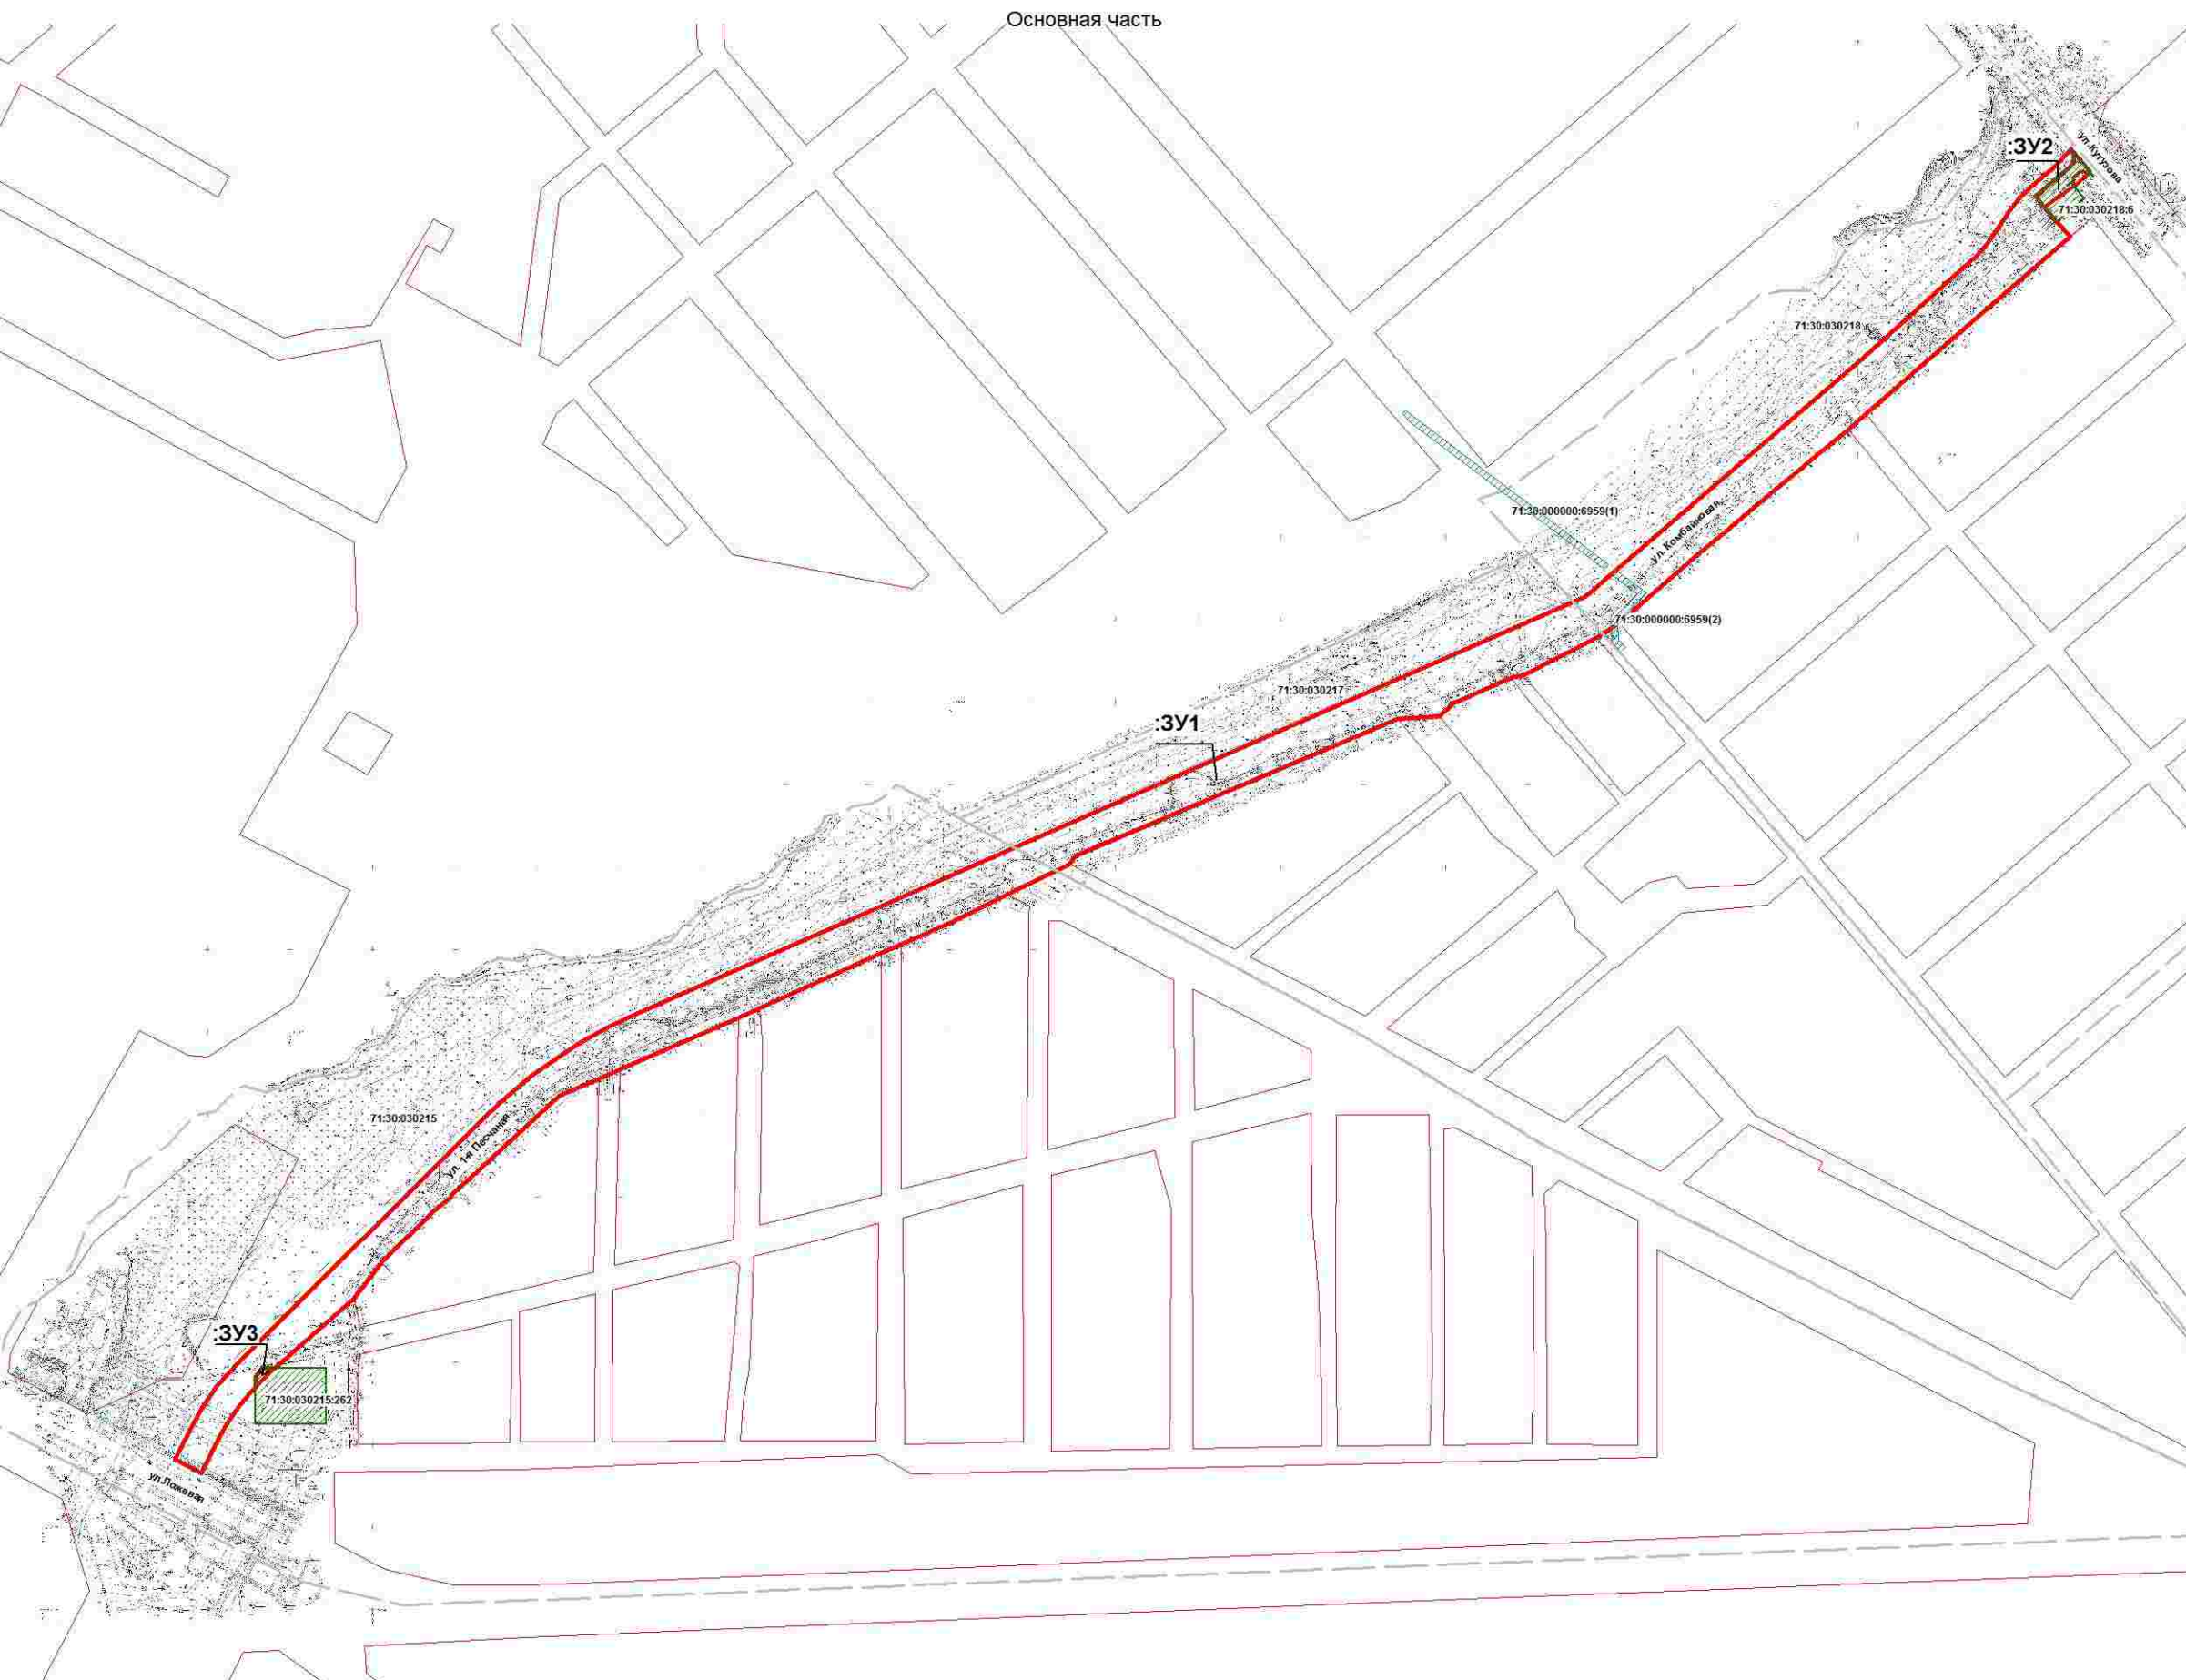 Основная часть
ул.Кутузова
:ЗУ2
71:30:030218:6
71:30:030218
71:30:000000:6959(1)
ул. Комбайновая
71:30:000000:6959(2)
71:30:030217
:ЗУ1
71:30:030215
ул. 1-я Песчаная
:ЗУ3
71:30:030215:262
ул.Ложевая